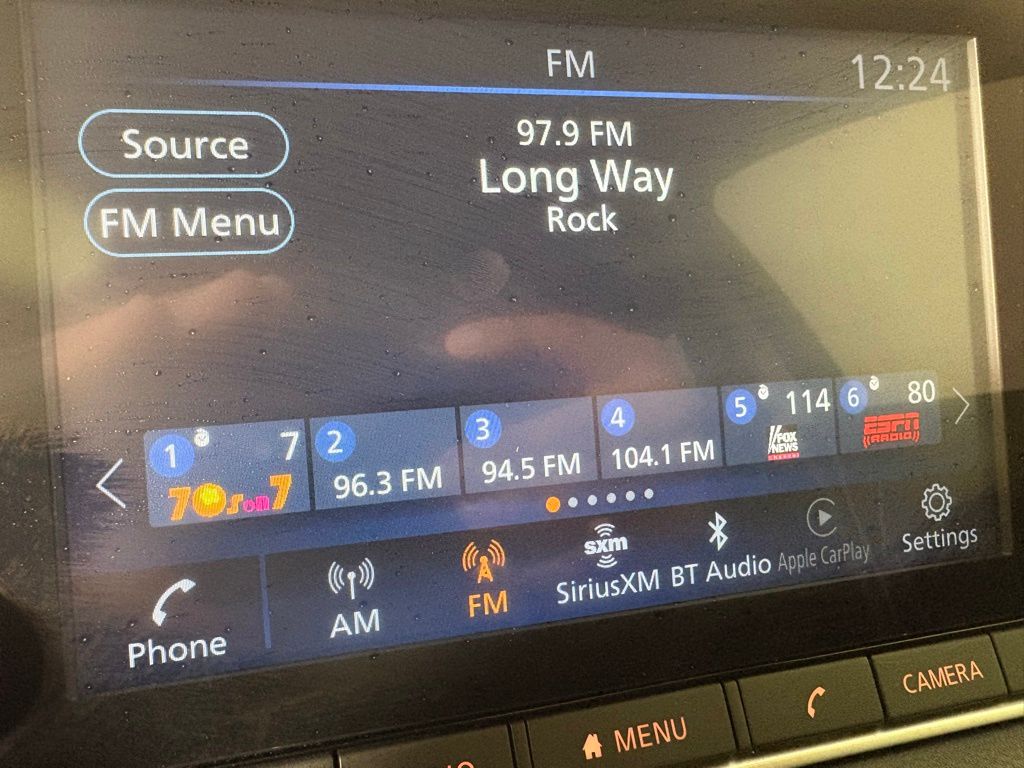 FM
12:24
Source
FM Menu
97.9 FM
Long Way
Rock
1 7
70s on 7
2
96.3 FM
3
94.5 FM
4
104.1 FM
5 114
FOX
NEWS
6 80
ESPN
RADIO
Phone
AM
FM
sxm
SiriusXM
BT Audio
Apple CarPlay
Settings
MENU
CAMERA